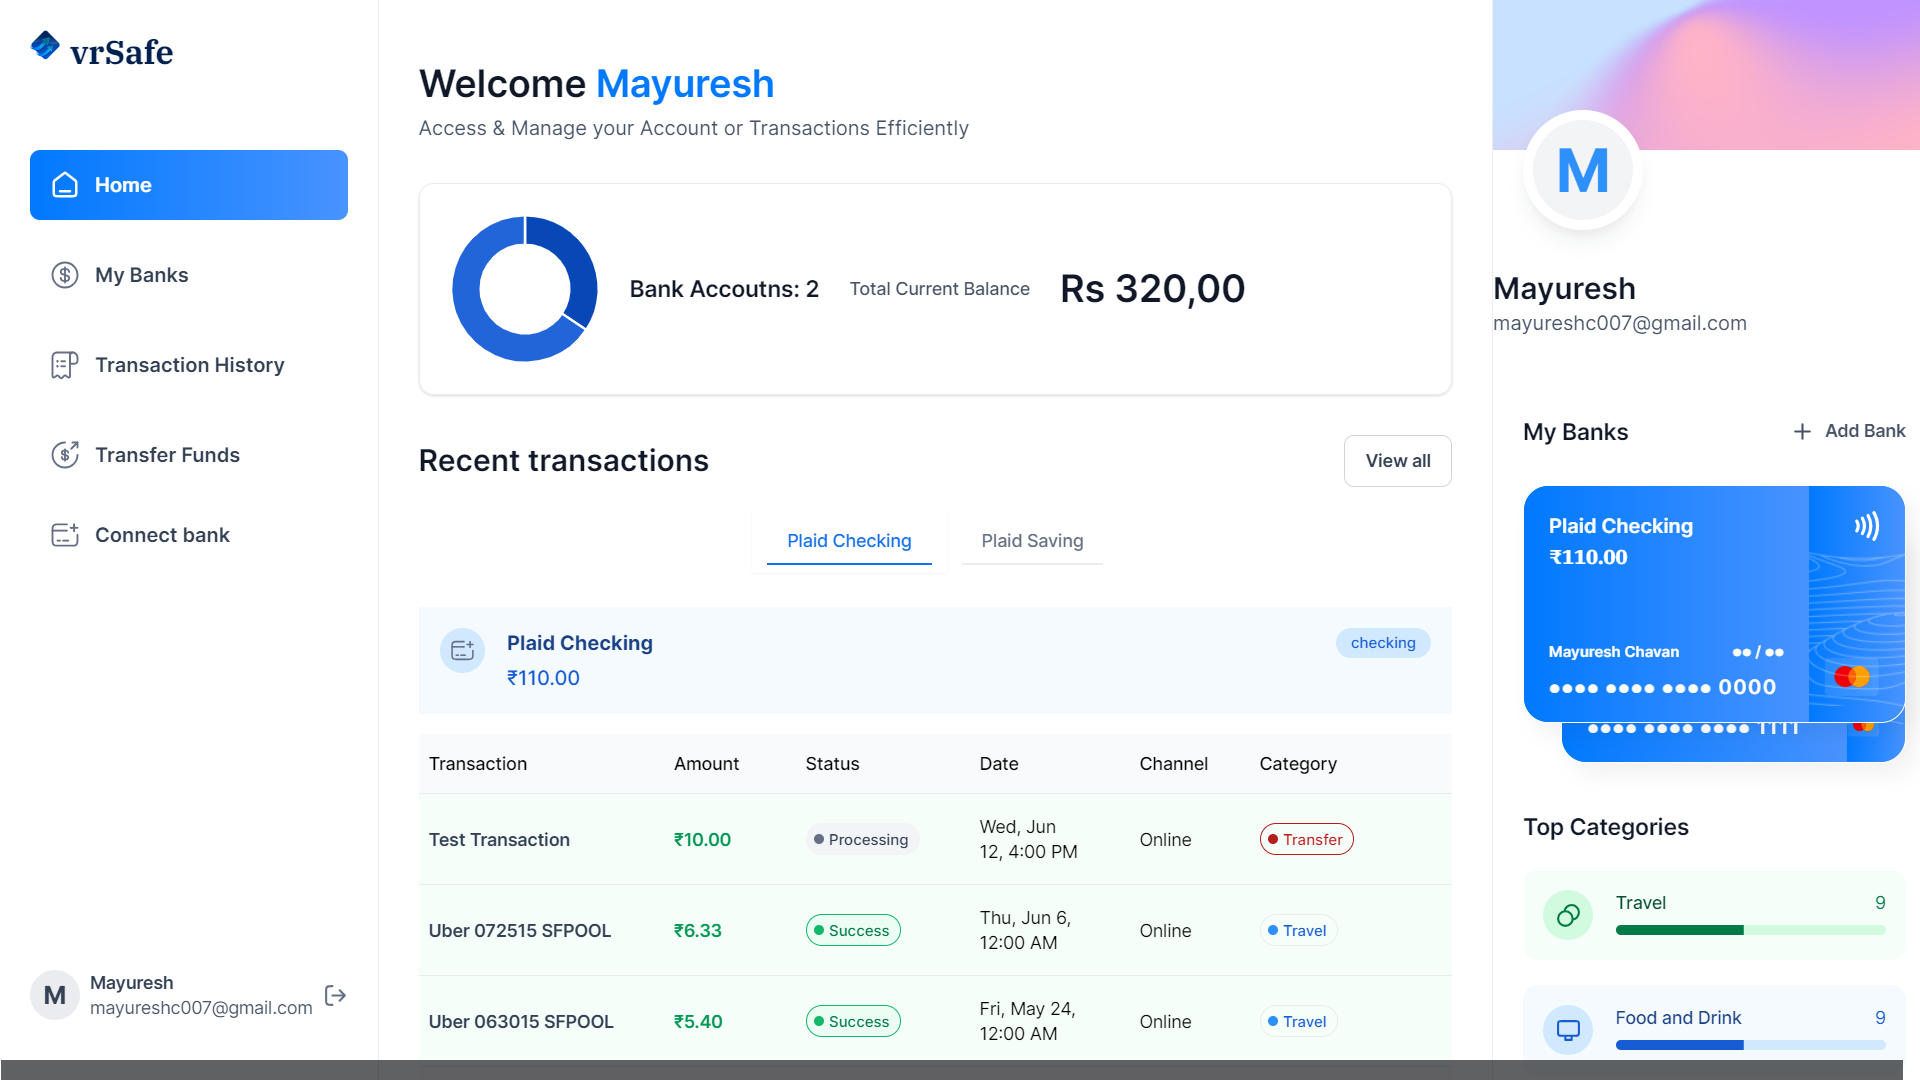 vrSafe
Home
My Banks
Transaction History
Transfer Funds
Connect bank
M
Mayuresh
mayureshc007@gmail.com
Welcome Mayuresh
Access & Manage your Account or Transactions Efficiently
Bank Accoutns: 2 Total Current Balance Rs 320,00
Recent transactions
View all
Plaid Checking Plaid Saving
Plaid Checking
₹110.00
checking
Transaction Amount Status Date Channel Category
Test Transaction ₹10.00 Processing Wed, Jun 12, 4:00 PM Online Transfer
Uber 072515 SFPOOL ₹6.33 Success Thu, Jun 6, 12:00 AM Online Travel
Uber 063015 SFPOOL ₹5.40 Success Fri, May 24, 12:00 AM Online Travel
M
Mayuresh
mayureshc007@gmail.com
My Banks
+ Add Bank
Plaid Checking
₹110.00
Mayuresh Chavan ●● / ●●
●●●● ●●●● ●●●● 0000
●●●● ●●●● ●●●● 1111
Top Categories
Travel 9
Food and Drink 9